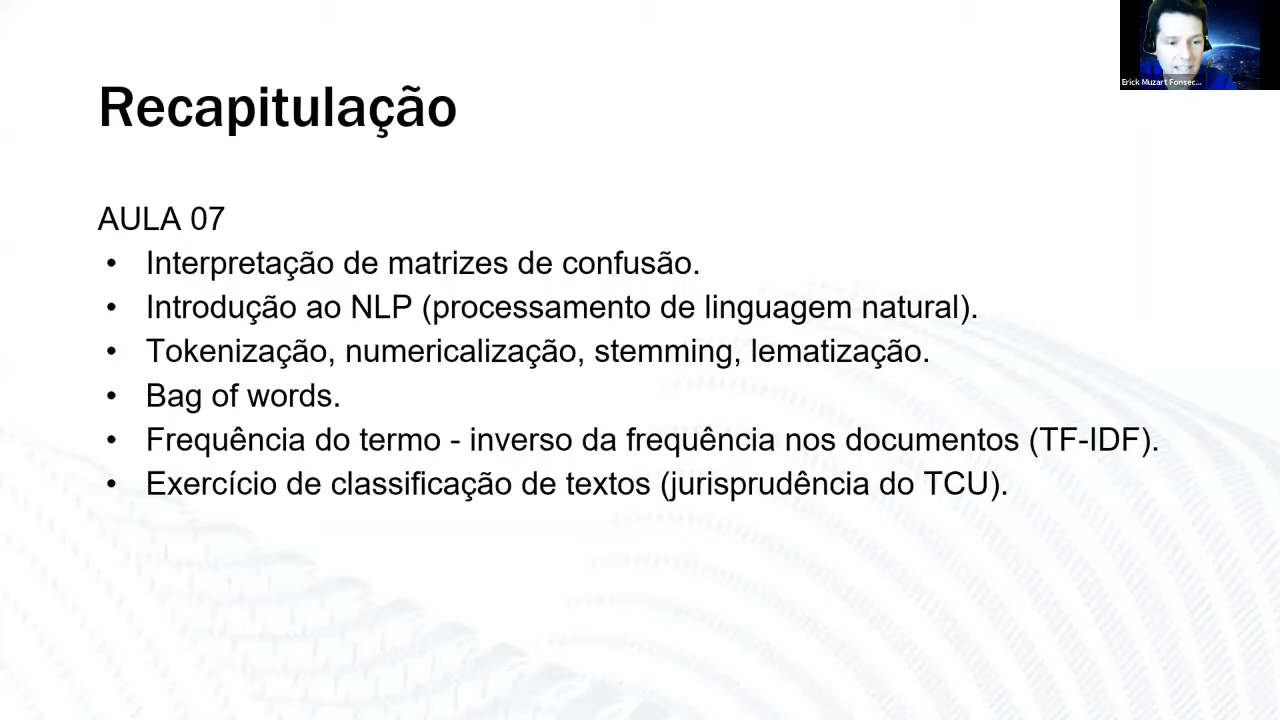 Erick Muzart Fonsec...
Recapitulação
AULA 07
• Interpretação de matrizes de confusão.
• Introdução ao NLP (processamento de linguagem natural).
• Tokenização, numericalização, stemming, lematização.
• Bag of words.
• Frequência do termo - inverso da frequência nos documentos (TF-IDF).
• Exercício de classificação de textos (jurisprudência do TCU).